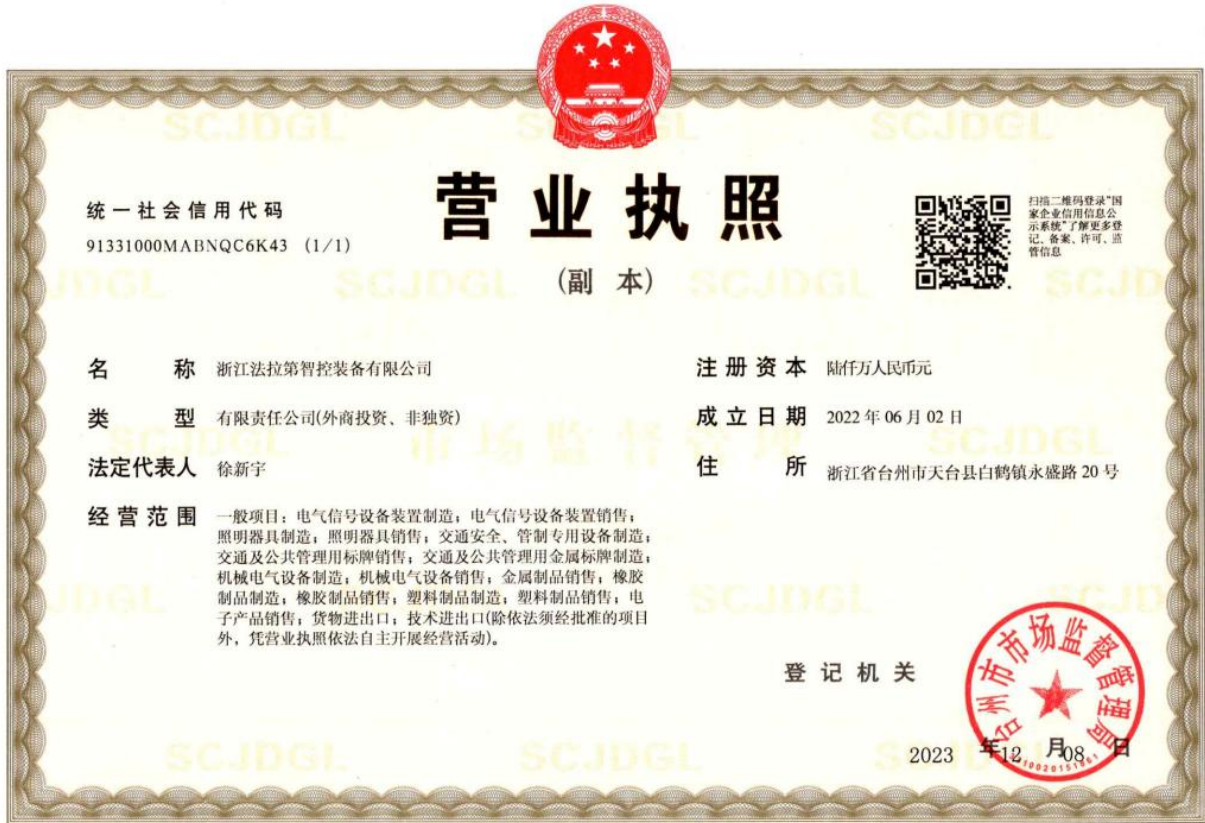 营业执照
(副 本)
统一社会信用代码
91331000MABNQC6K43 (1/1)
扫描二维码登录"国
家企业信用信息公
示系统"了解更多登
记、备案、许可、监
管信息
名 称 浙江法拉第智控装备有限公司
类 型 有限责任公司(外商投资、非独资)
法定代表人 徐新宇
经营范围 一般项目：电气信号设备装置制造；电气信号设备装置销售；
照明器具制造；照明器具销售；交通安全、管制专用设备制造；
交通及公共管理用标牌销售；交通及公共管理用金属标牌制造；
机械电气设备制造；机械电气设备销售；金属制品销售；橡胶
制品制造；橡胶制品销售；塑料制品制造；塑料制品销售；电
子产品销售；货物进出口；技术进出口(除依法须经批准的项目
外，凭营业执照依法自主开展经营活动)。
注册资本 陆仟万人民币元
成立日期 2022年06月02日
住 所 浙江省台州市天台县白鹤镇永盛路20号
登记机关
台州市市场监督管理局
2023 年12 月08 日
SCJDGL
市场监督管理